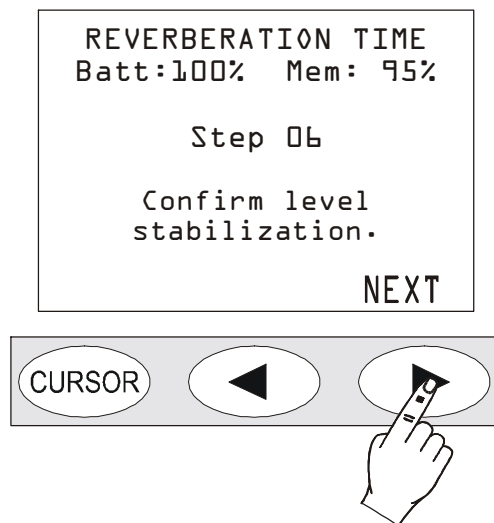 REVERBERATION TIME
Batt:100% Mem: 95%
Step 06
Confirm level
stabilization.
NEXT
CURSOR